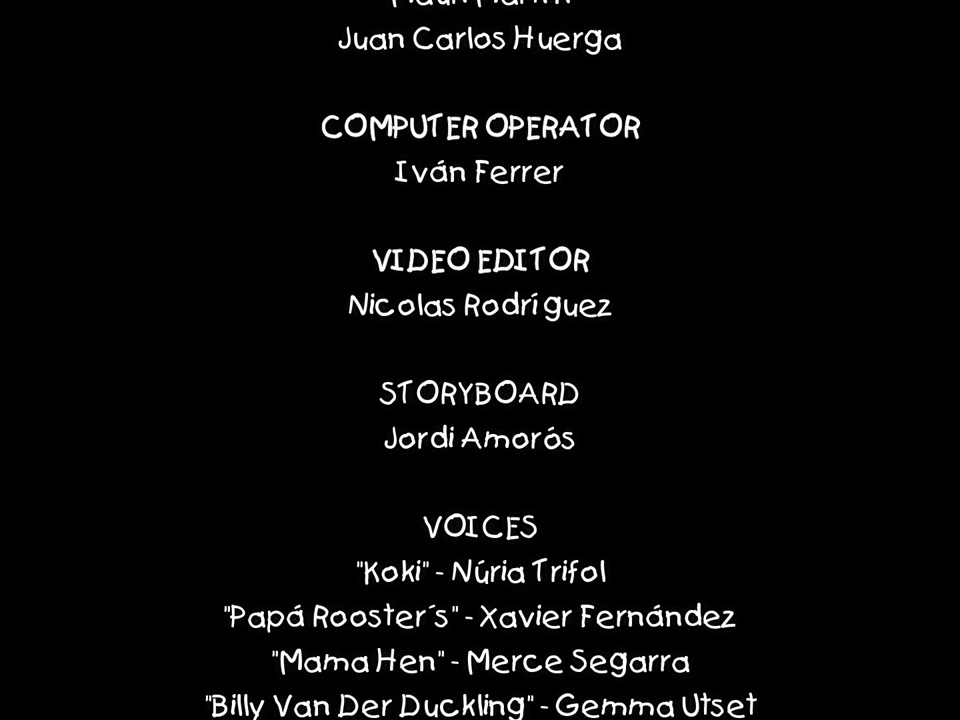 Juan Carlos Huerga
COMPUTER OPERATOR
Iván Ferrer
VIDEO EDITOR
Nicolas Rodríguez
STORYBOARD
Jordi Amorós
VOICES
"Koki" - Núria Trifol
"Papá Rooster´s" - Xavier Fernández
"Mama Hen" - Merce Segarra
"Billy Van Der Duckling" - Gemma Utset